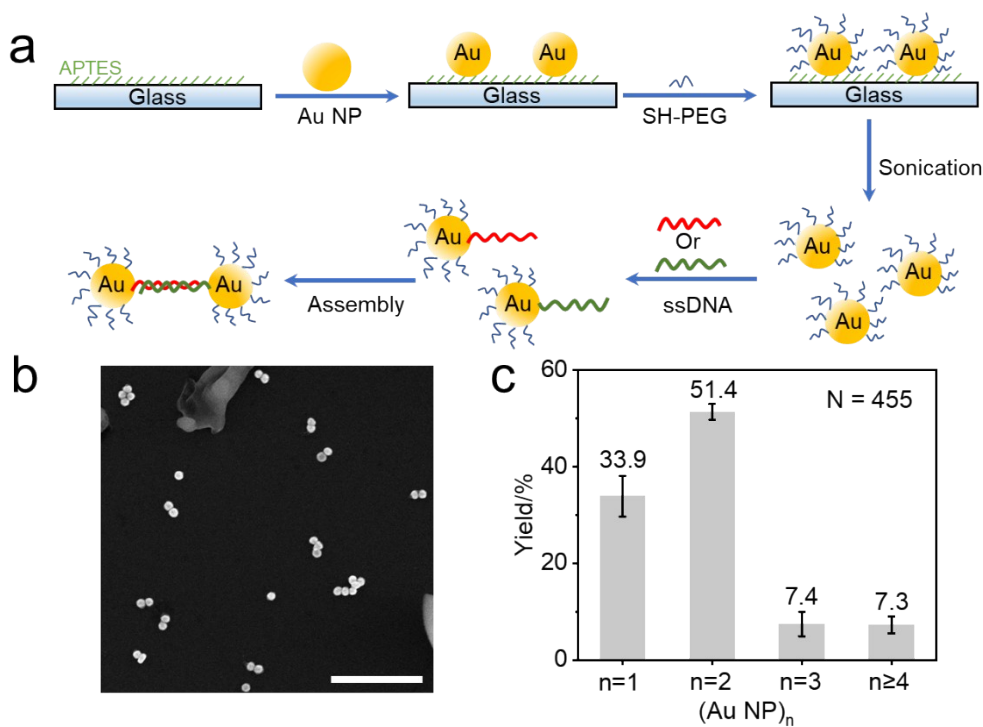 a
APTES
Glass
Au NP
Au
Au
Glass
SH-PEG
Au
Au
Glass
Sonication
Au
Au
Au
Or
ssDNA
Au
Au
Assembly
Au
Au
b
c
Yield/%
60
40
20
0
N = 455
33.9
51.4
7.4
7.3
n=1
n=2
n=3
n≥4
(Au NP)n